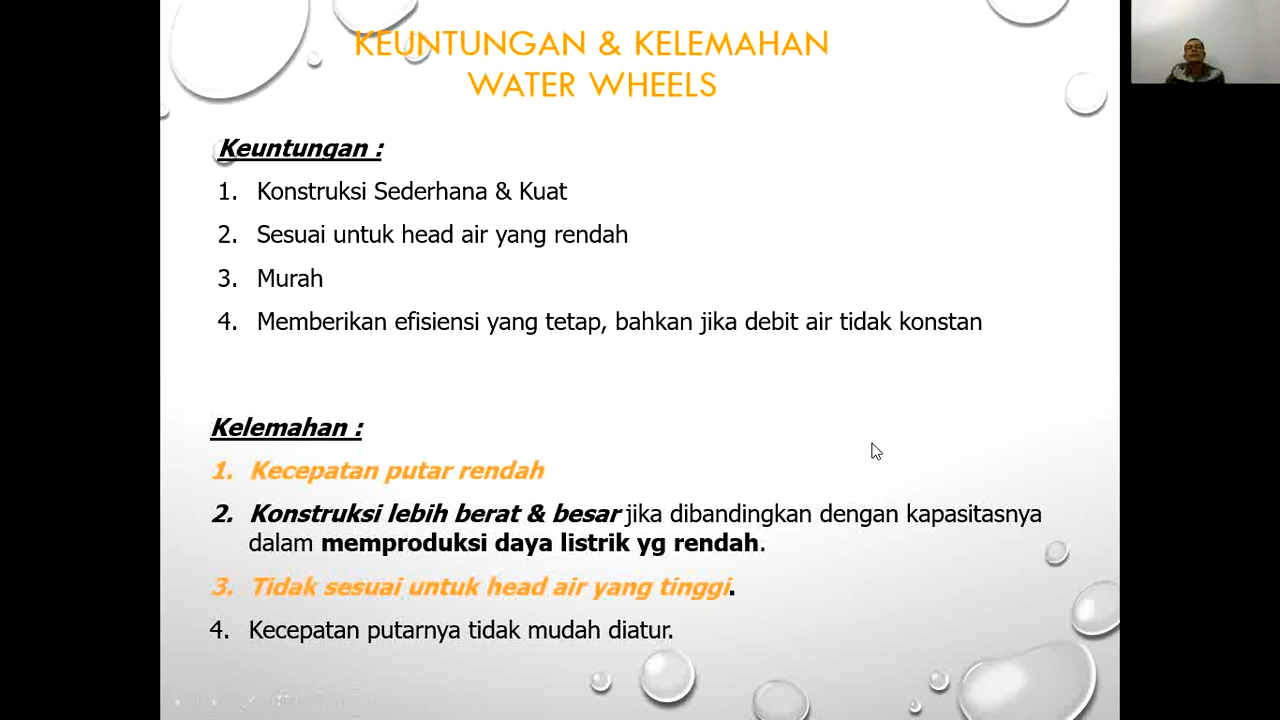 KEUNTUNGAN & KELEMAHAN
WATER WHEELS
Keuntungan :
1. Konstruksi Sederhana & Kuat
2. Sesuai untuk head air yang rendah
3. Murah
4. Memberikan efisiensi yang tetap, bahkan jika debit air tidak konstan
Kelemahan :
1. Kecepatan putar rendah
2. Konstruksi lebih berat & besar jika dibandingkan dengan kapasitasnya
dalam memproduksi daya listrik yg rendah.
3. Tidak sesuai untuk head air yang tinggi.
4. Kecepatan putarnya tidak mudah diatur.